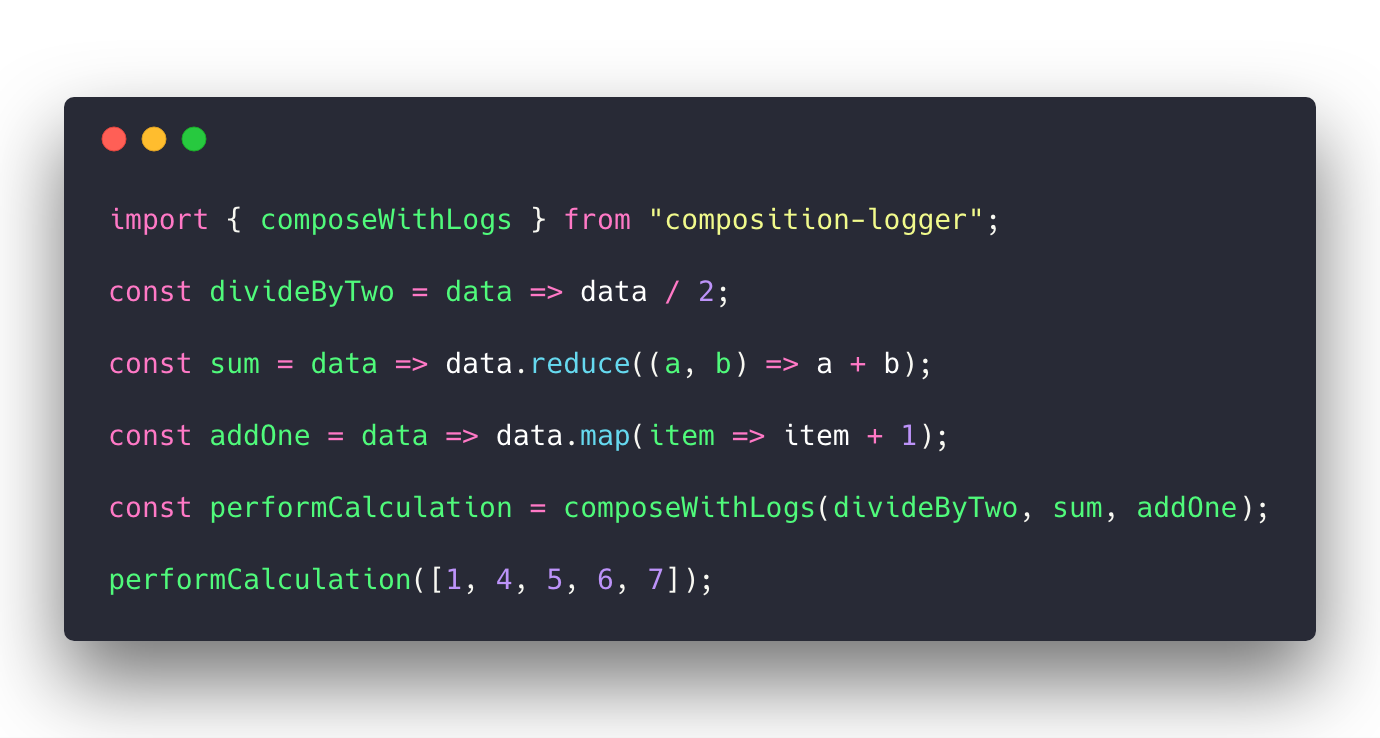 import { composeWithLogs } from "composition-logger";
const divideByTwo = data => data / 2;
const sum = data => data.reduce((a, b) => a + b);
const addOne = data => data.map(item => item + 1);
const performCalculation = composeWithLogs(divideByTwo, sum, addOne);
performCalculation([1, 4, 5, 6, 7]);